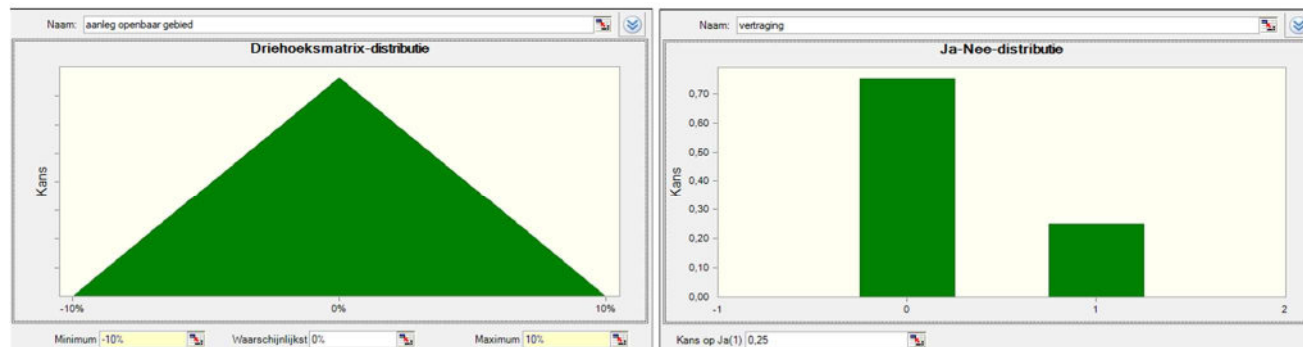 Naam: aanleg openbaar gebied
Driehoeksmatrix-distributie
Kans
-10% 0% 10%
Minimum -10% Waarschijnlijkst 0% Maximum 10%
Naam: vertraging
Ja-Nee-distributie
Kans
0,70
0,60
0,50
0,40
0,30
0,20
0,10
0,00
-1 0 1 2
Kans op Ja(1) 0,25